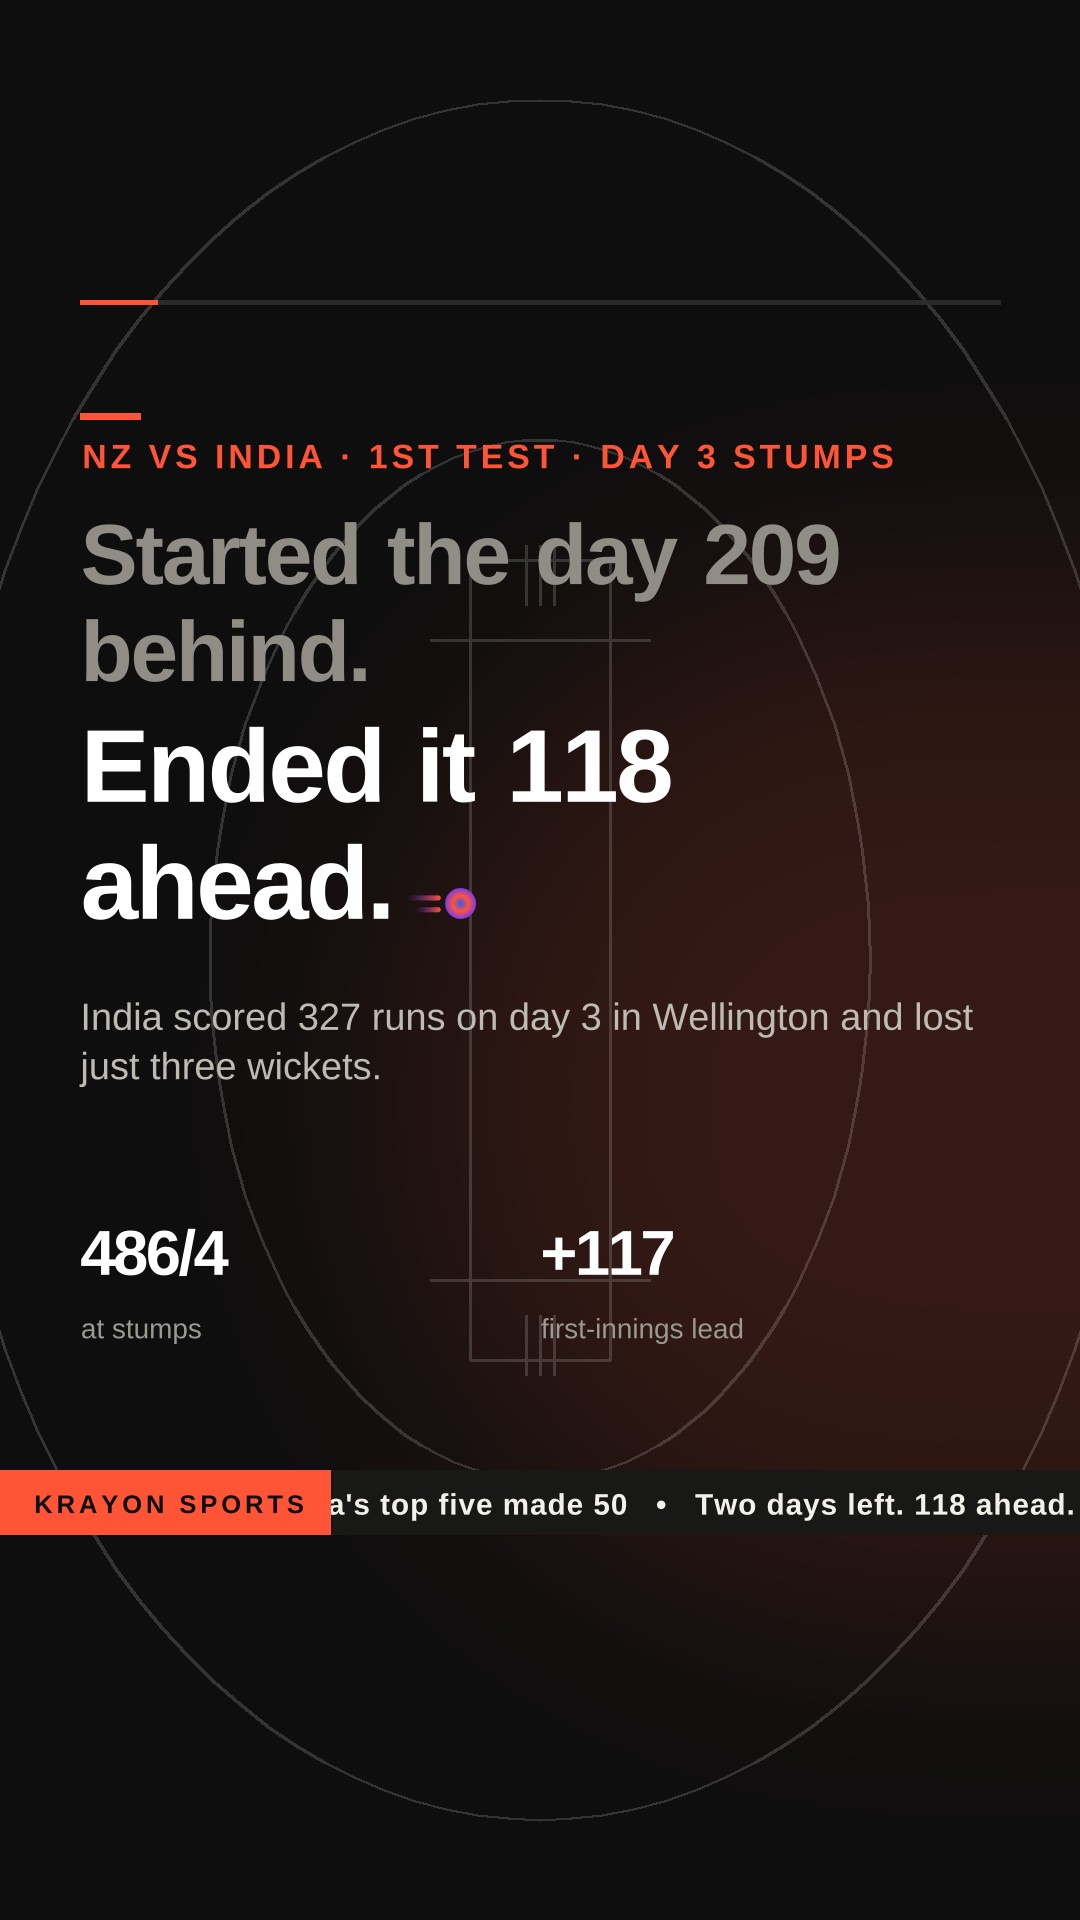 NZ VS INDIA · 1ST TEST · DAY 3 STUMPS
Started the day 209
behind.
Ended it 118
ahead.
India scored 327 runs on day 3 in Wellington and lost
just three wickets.
486/4
at stumps
+117
first-innings lead
KRAYON SPORTS
a's top five made 50 • Two days left. 118 ahead.